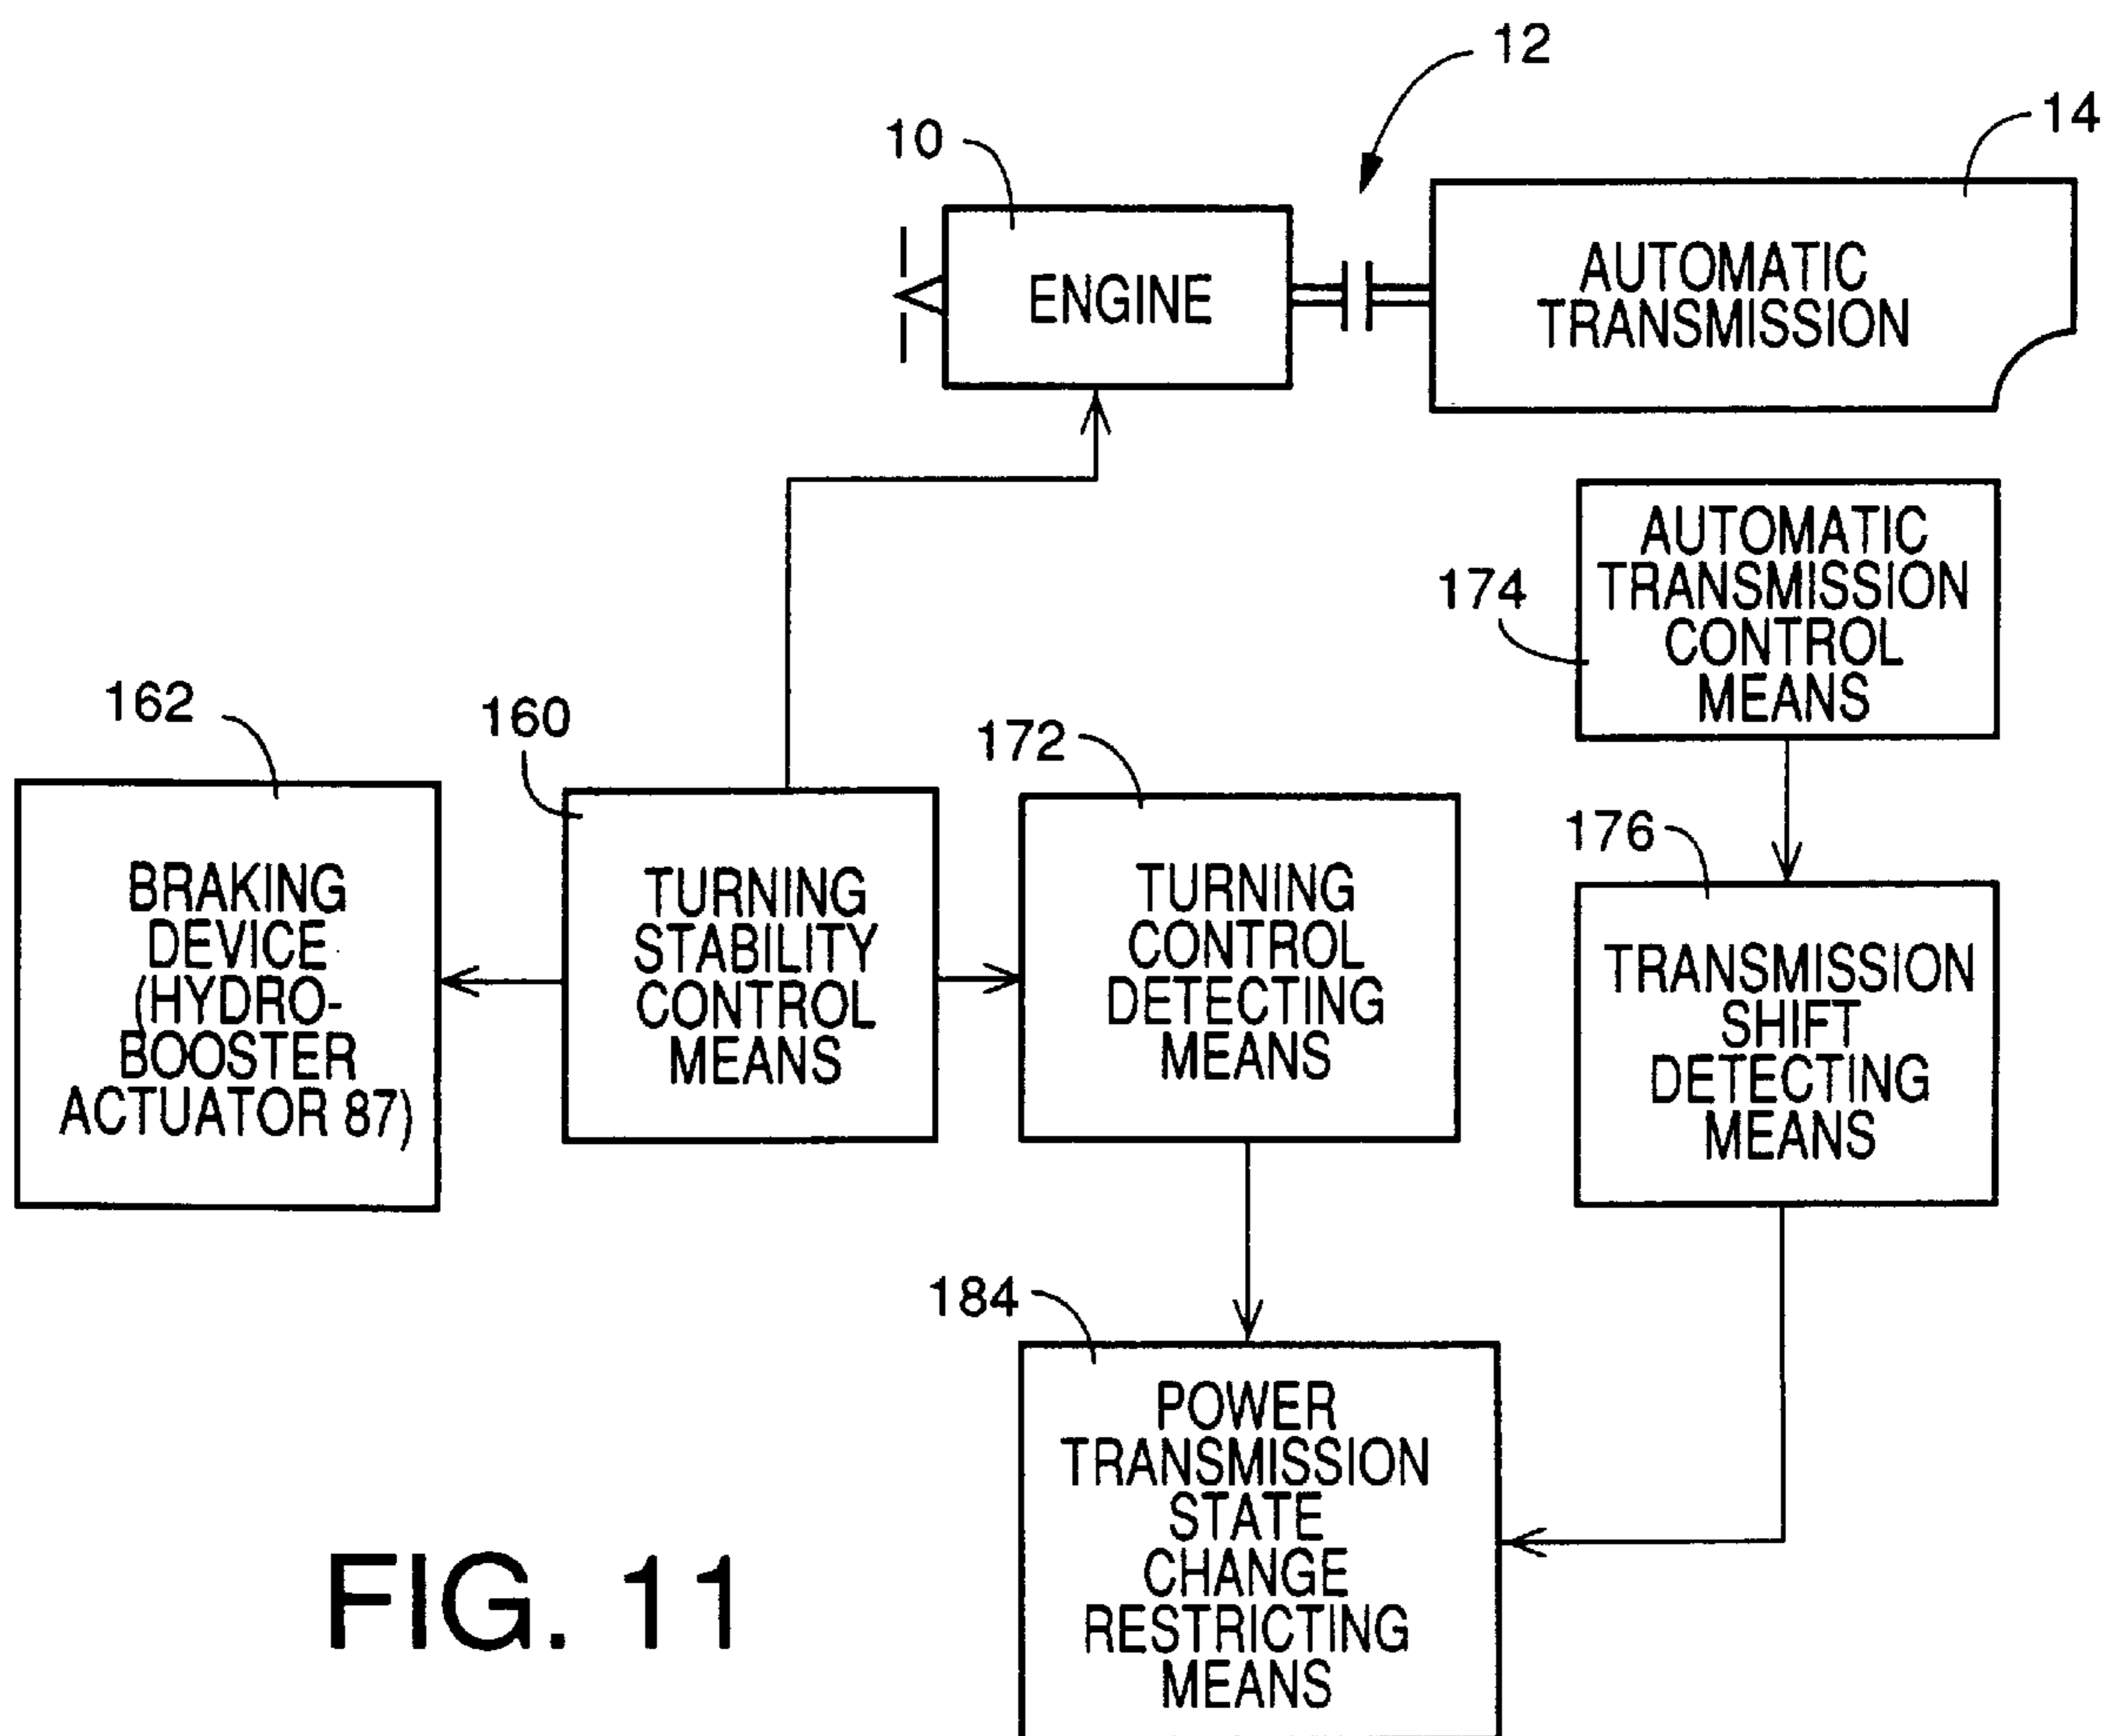 12
14
10
ENGINE
AUTOMATIC
TRANSMISSION
174
AUTOMATIC
TRANSMISSION
CONTROL
MEANS
162
160
172
176
BRAKING
DEVICE
(HYDRO-
BOOSTER
ACTUATOR 87)
TURNING
STABILITY
CONTROL
MEANS
TURNING
CONTROL
DETECTING
MEANS
TRANSMISSION
SHIFT
DETECTING
MEANS
184
POWER
TRANSMISSION
STATE
CHANGE
RESTRICTING
MEANS
FIG. 11